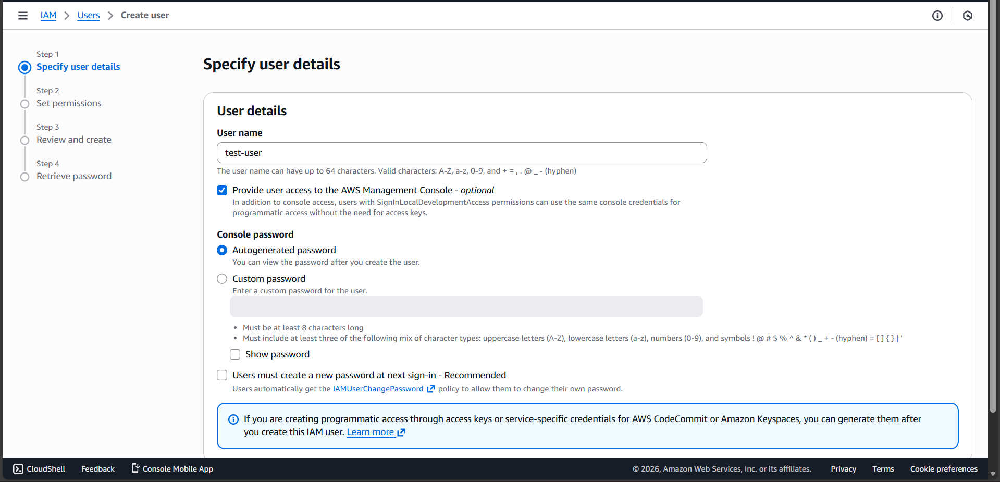 IAM > Users > Create user
Step 1
Specify user details
Step 2
Set permissions
Step 3
Review and create
Step 4
Retrieve password
Specify user details
User details
User name
test-user
The user name can have up to 64 characters. Valid characters: A-Z, a-z, 0-9, and + = , . @ _ - (hyphen)
Provide user access to the AWS Management Console - optional
In addition to console access, users with SignInLocalDevelopmentAccess permissions can use the same console credentials for
programmatic access without the need for access keys.
Console password
Autogenerated password
You can view the password after you create the user.
Custom password
Enter a custom password for the user.
• Must be at least 8 characters long
• Must include at least three of the following mix of character types: uppercase letters (A-Z), lowercase letters (a-z), numbers (0-9), and symbols ! @ # $ % ^ & * ( ) _ + - (hyphen) = [ ] { } | '
Show password
Users must create a new password at next sign-in - Recommended
Users automatically get the IAMUserChangePassword policy to allow them to change their own password.
If you are creating programmatic access through access keys or service-specific credentials for AWS CodeCommit or Amazon Keyspaces, you can generate them after
you create this IAM user. Learn more
CloudShell Feedback Console Mobile App © 2026, Amazon Web Services, Inc. or its affiliates. Privacy Terms Cookie preferences